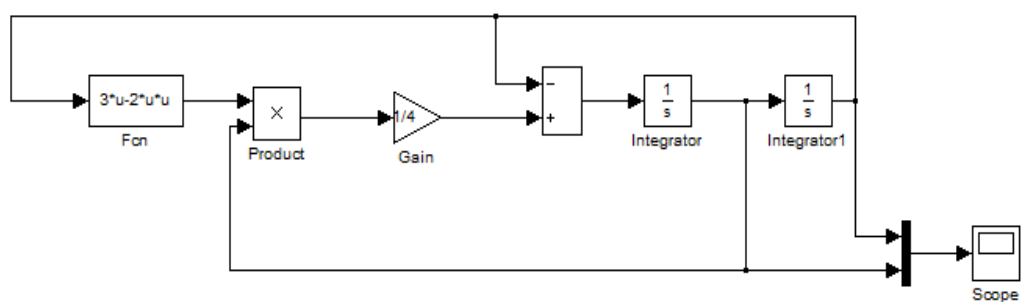 3*u-2*u*u
Fcn
×
Product
1/4
Gain
−
+
1
s
Integrator
1
s
Integrator1
Scope